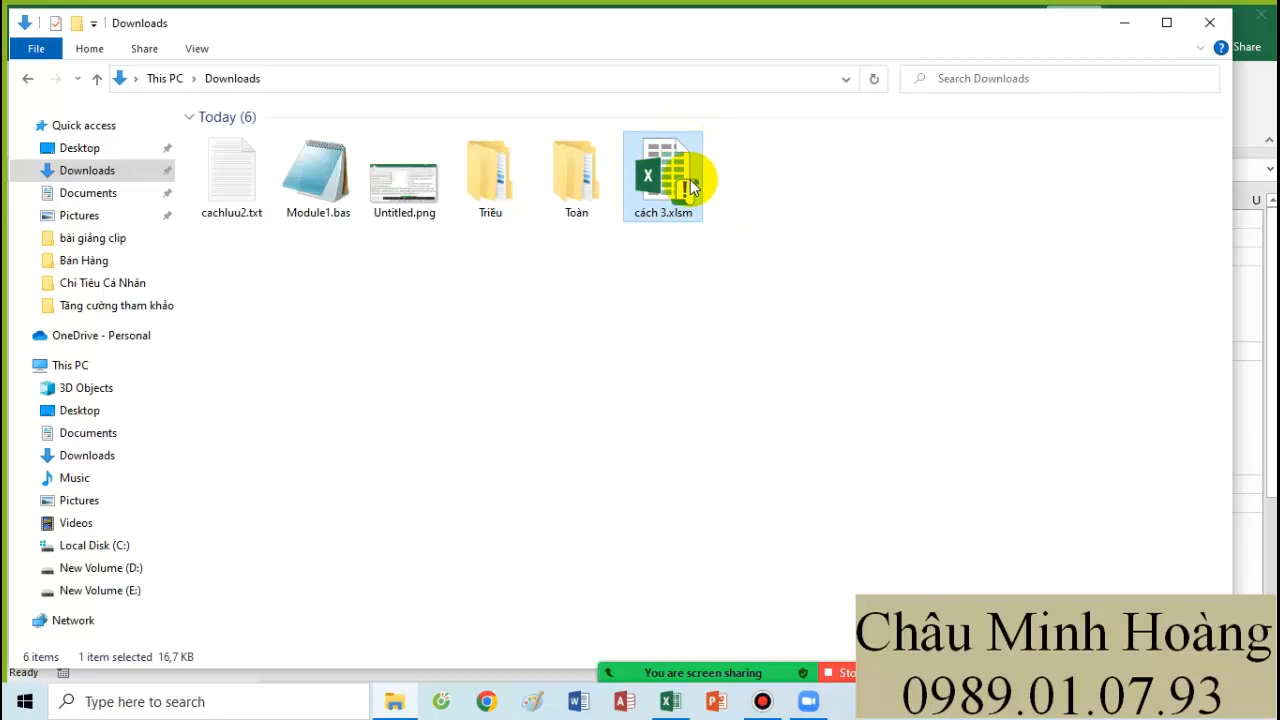 Downloads
Share
File
Home
Share
View
This PC
Downloads
Search Downloads
Today (6)
Quick access
Desktop
Downloads
Documents
Pictures
bài giảng clip
Bán Hàng
Chi Tiêu Cá Nhân
Tăng cường tham khảo
OneDrive - Personal
This PC
3D Objects
Desktop
Documents
Downloads
Music
Pictures
Videos
Local Disk (C:)
New Volume (D:)
New Volume (E:)
Network
cachluu2.txt
Module1.bas
Untitled.png
Triều
Toàn
cách 3.xlsm
U
6 items
1 item selected 16,7 KB
Ready
You are screen sharing
Sto
Châu Minh Hoàng
0989.01.07.93
Type here to search